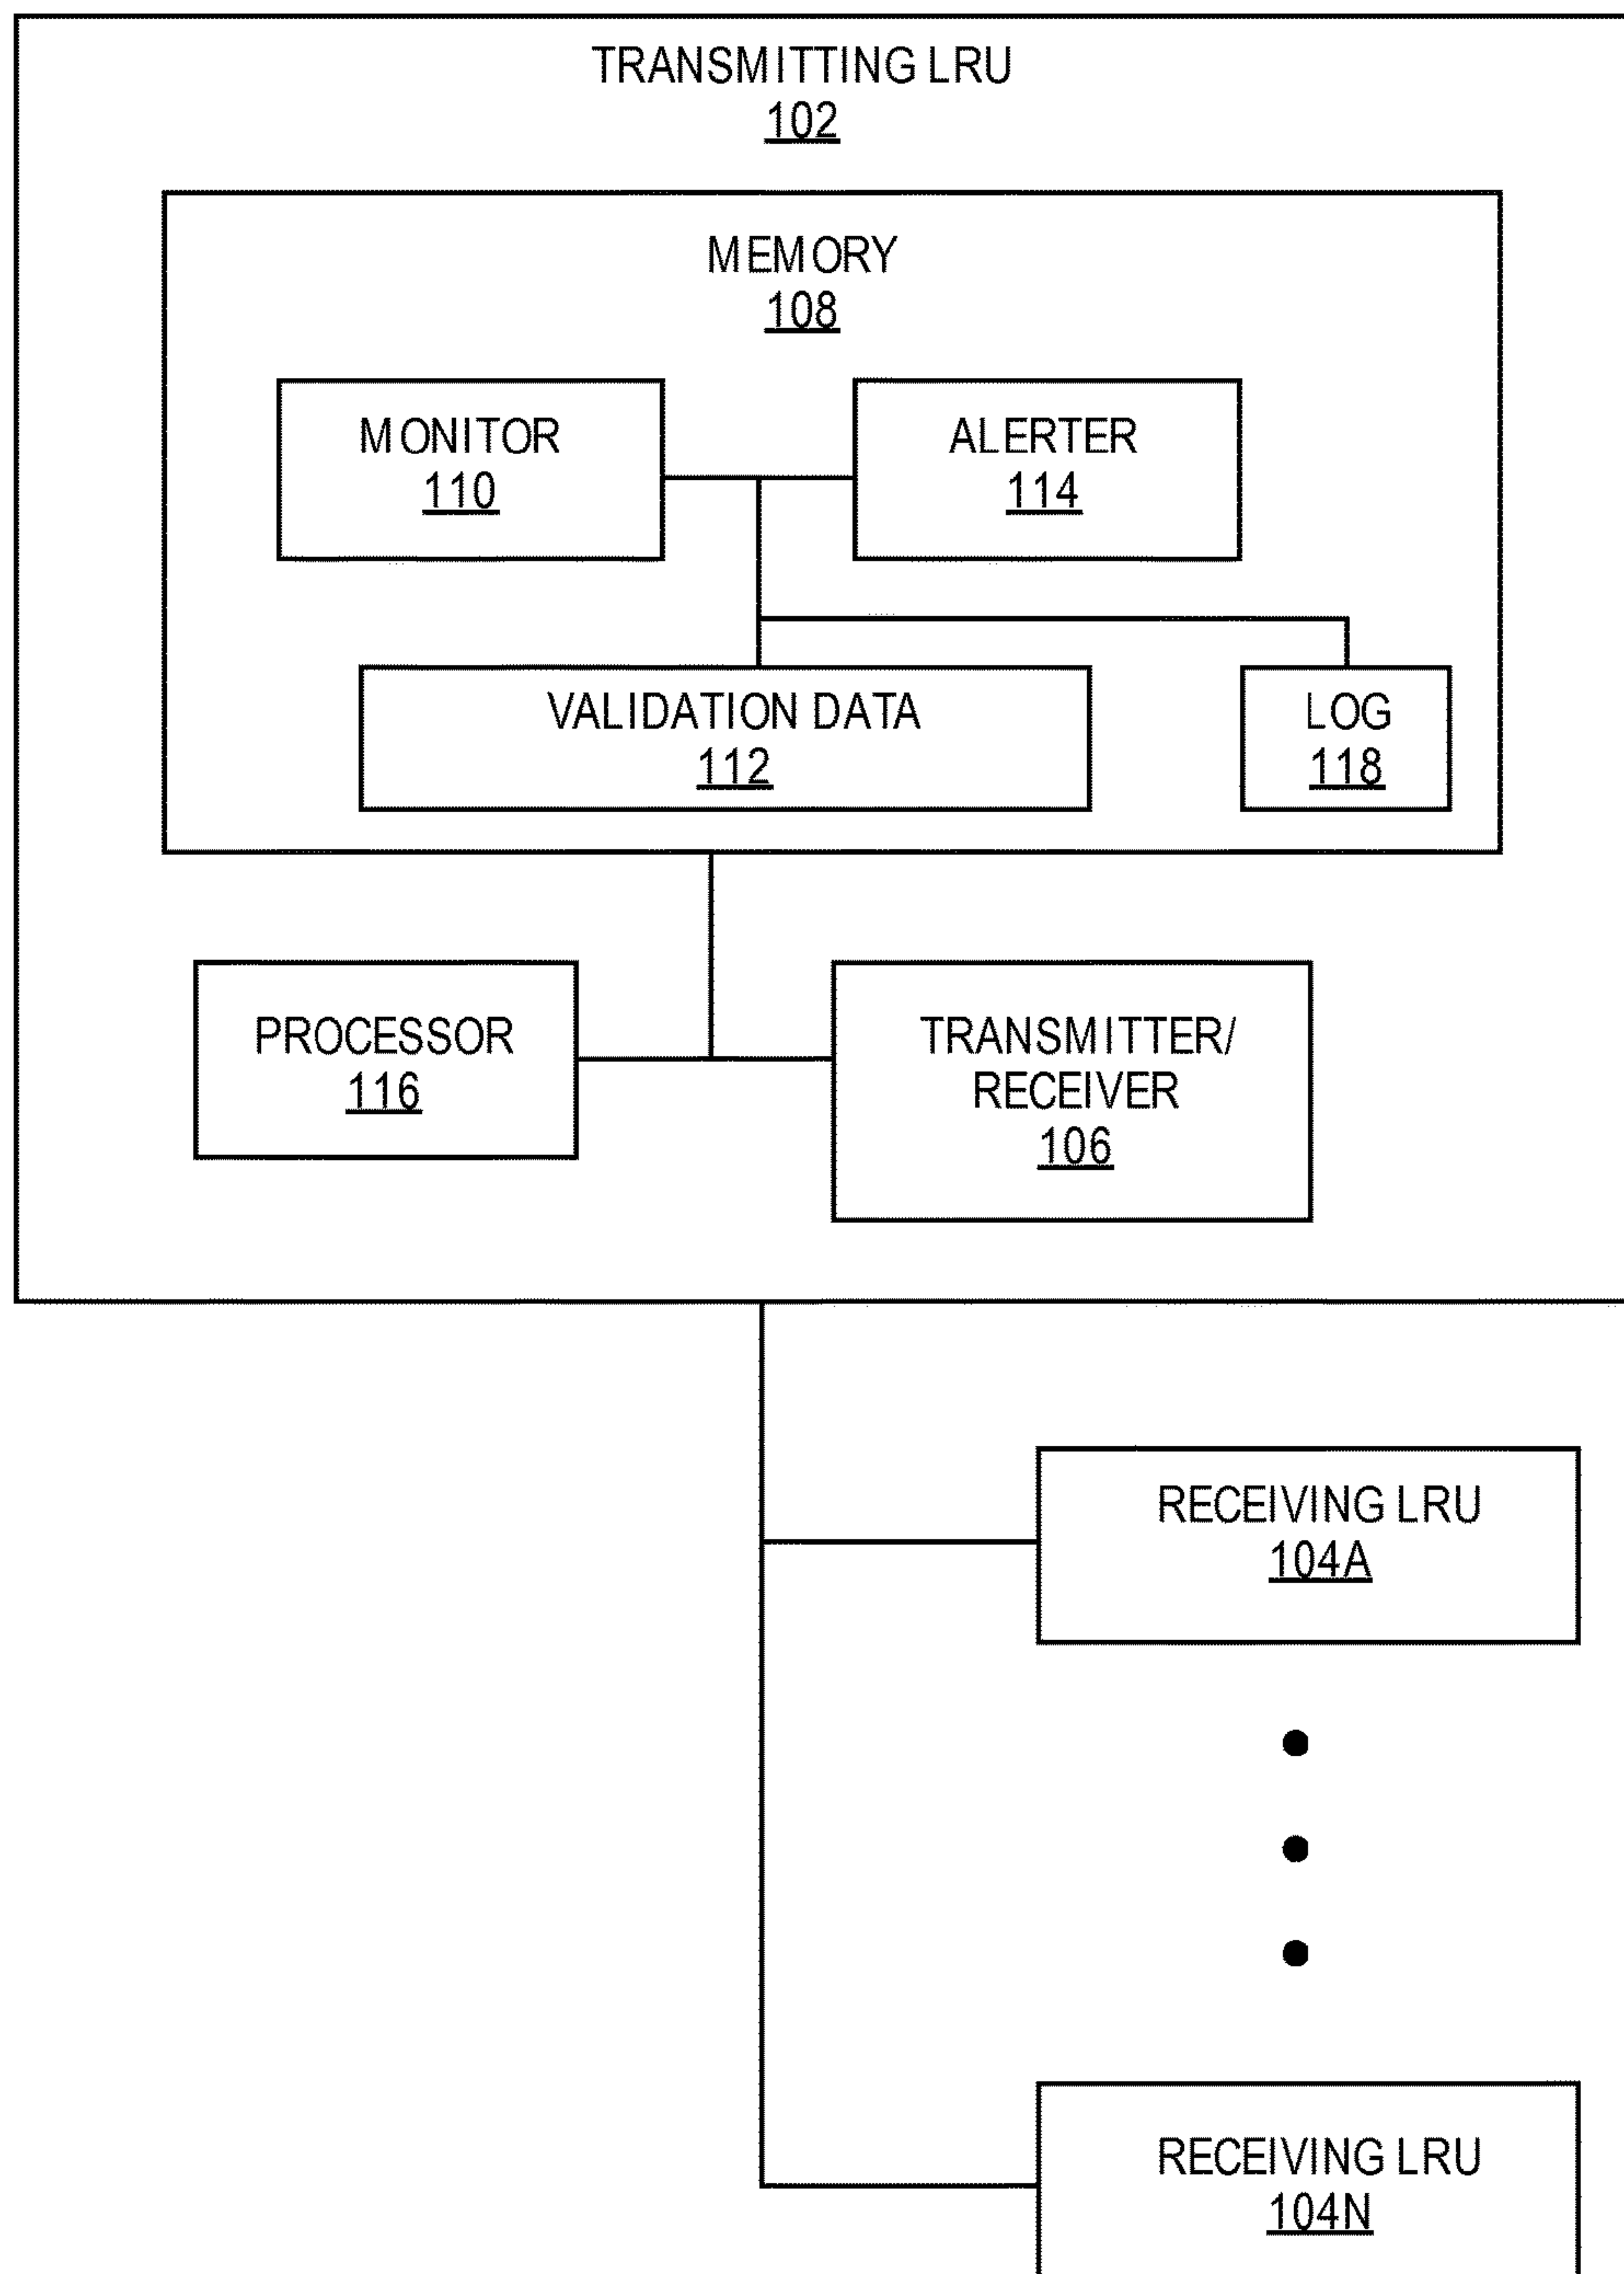 TRANSMITTING LRU
102
MEMORY
108
MONITOR
110
ALERTER
114
VALIDATION DATA
112
LOG
118
PROCESSOR
116
TRANSMITTER/
RECEIVER
106
RECEIVING LRU
104A
RECEIVING LRU
104N